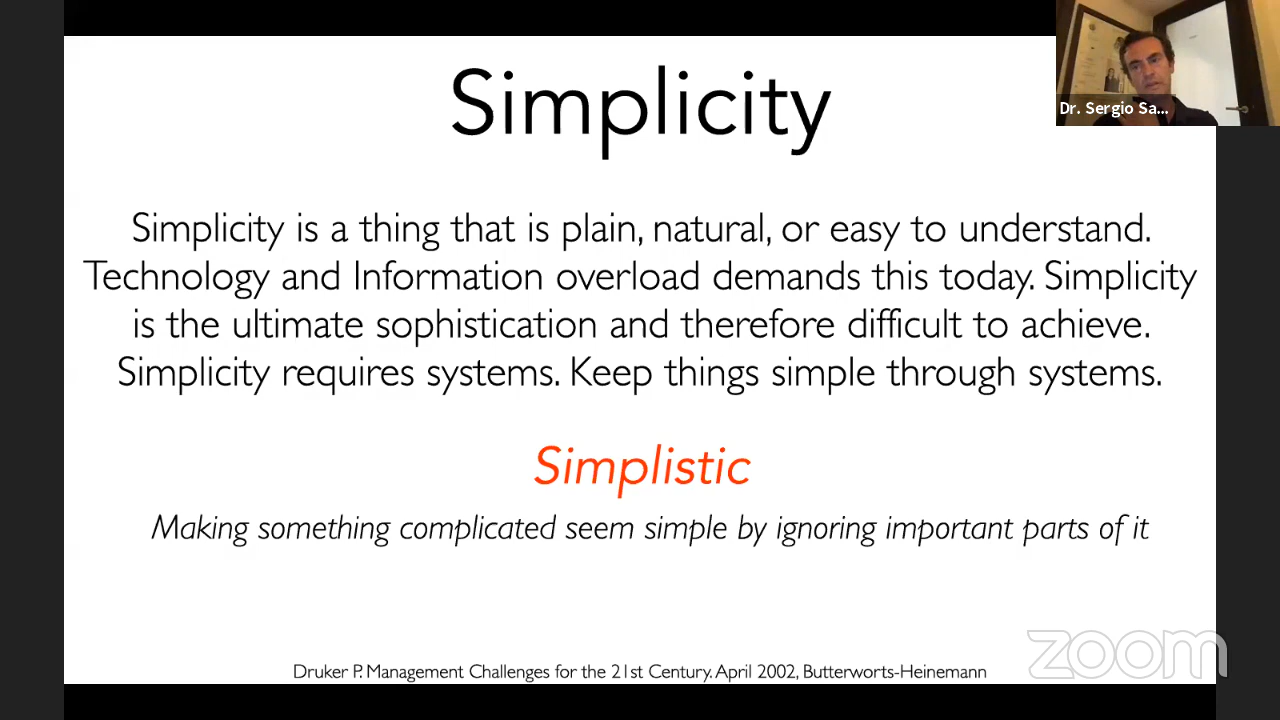 Simplicity
Dr. Sergio Sa...
Simplicity is a thing that is plain, natural, or easy to understand.
Technology and Information overload demands this today. Simplicity
is the ultimate sophistication and therefore difficult to achieve.
Simplicity requires systems. Keep things simple through systems.
Simplistic
Making something complicated seem simple by ignoring important parts of it
zoom
Druker P. Management Challenges for the 21st Century. April 2002, Butterworts-Heinemann